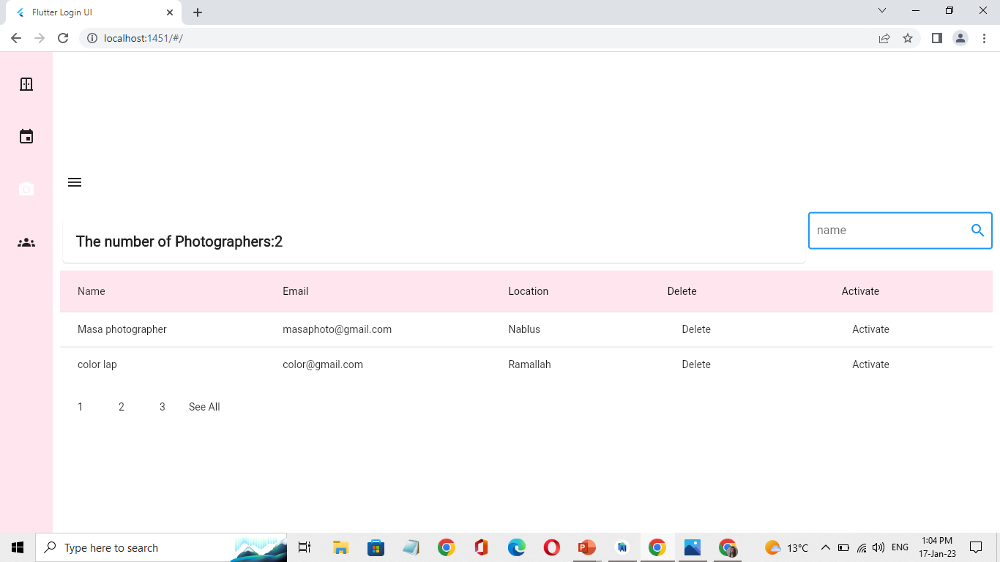 Flutter Login UI
localhost:1451/#/
The number of Photographers:2
name
Name Email Location Delete Activate
Masa photographer masaphoto@gmail.com Nablus Delete Activate
color lap color@gmail.com Ramallah Delete Activate
1 2 3 See All
Type here to search
13°C ENG
1:04 PM
17-Jan-23